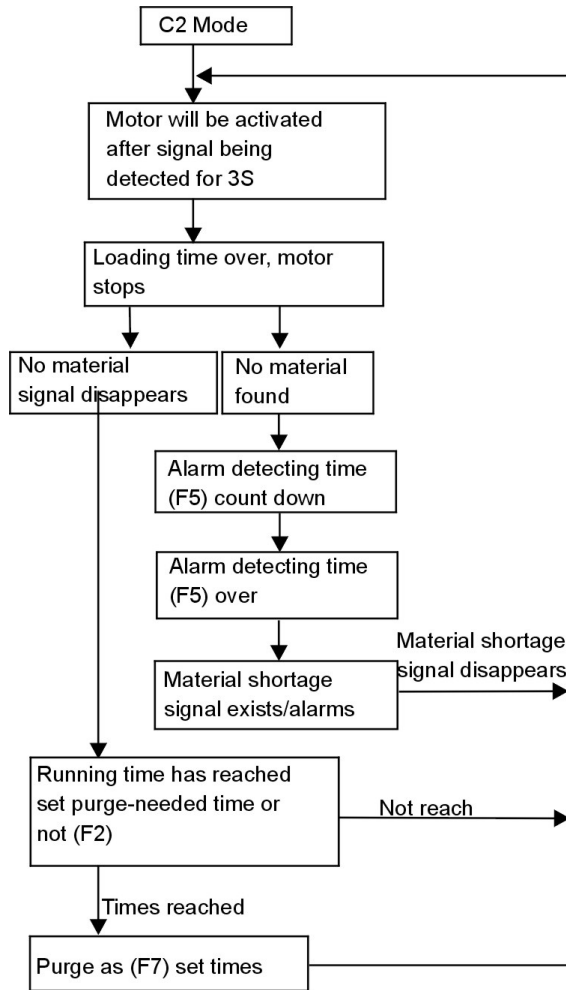 C2 Mode
Motor will be activated
after signal being
detected for 3S
Loading time over, motor
stops
No material
signal disappears
No material
found
Alarm detecting time
(F5) count down
Alarm detecting time
(F5) over
Material shortage
signal exists/alarms
Material shortage
signal disappears
Running time has reached
set purge-needed time or
not (F2)
Not reach
Times reached
Purge as (F7) set times